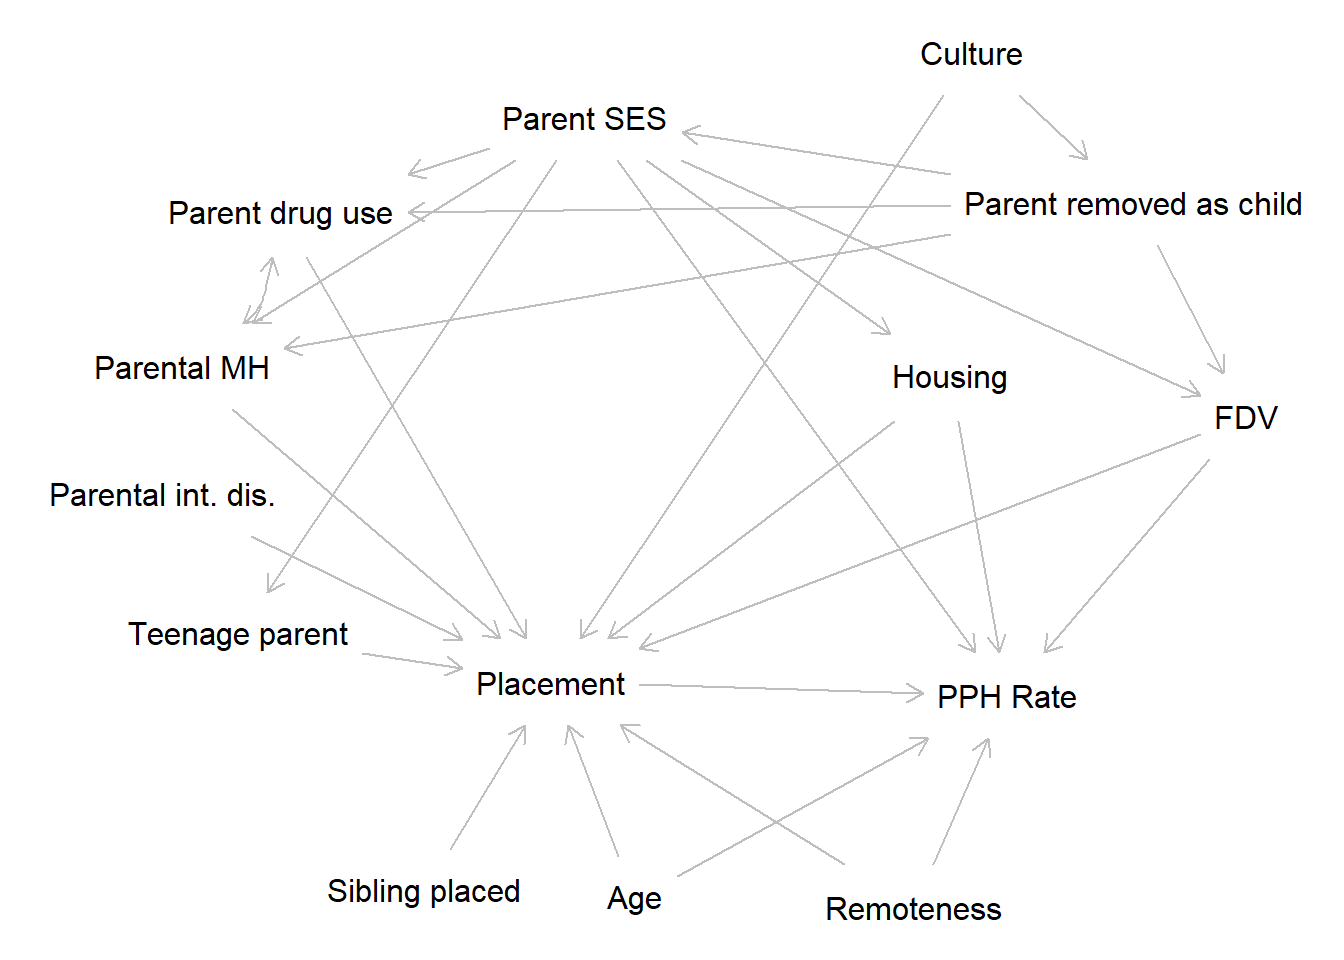 Culture
Parent SES
Parent removed as child
Parent drug use
Parental MH
Housing
FDV
Parental int. dis.
Teenage parent
Placement
PPH Rate
Sibling placed
Age
Remoteness